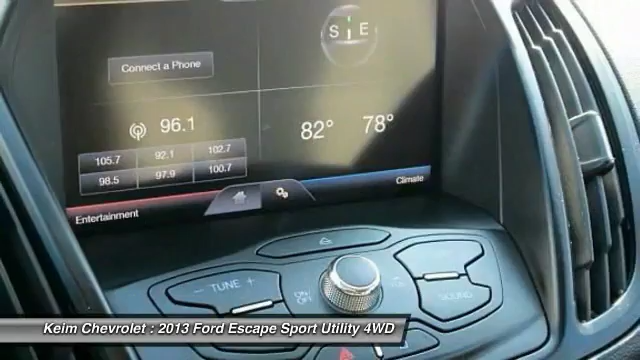 S E
Connect a Phone
96.1
82° 78°
105.7 92.1 102.7
98.5 97.9 100.7
Entertainment
Climate
− TUNE +
ON/OFF
SOUND
Keim Chevrolet : 2013 Ford Escape Sport Utility 4WD